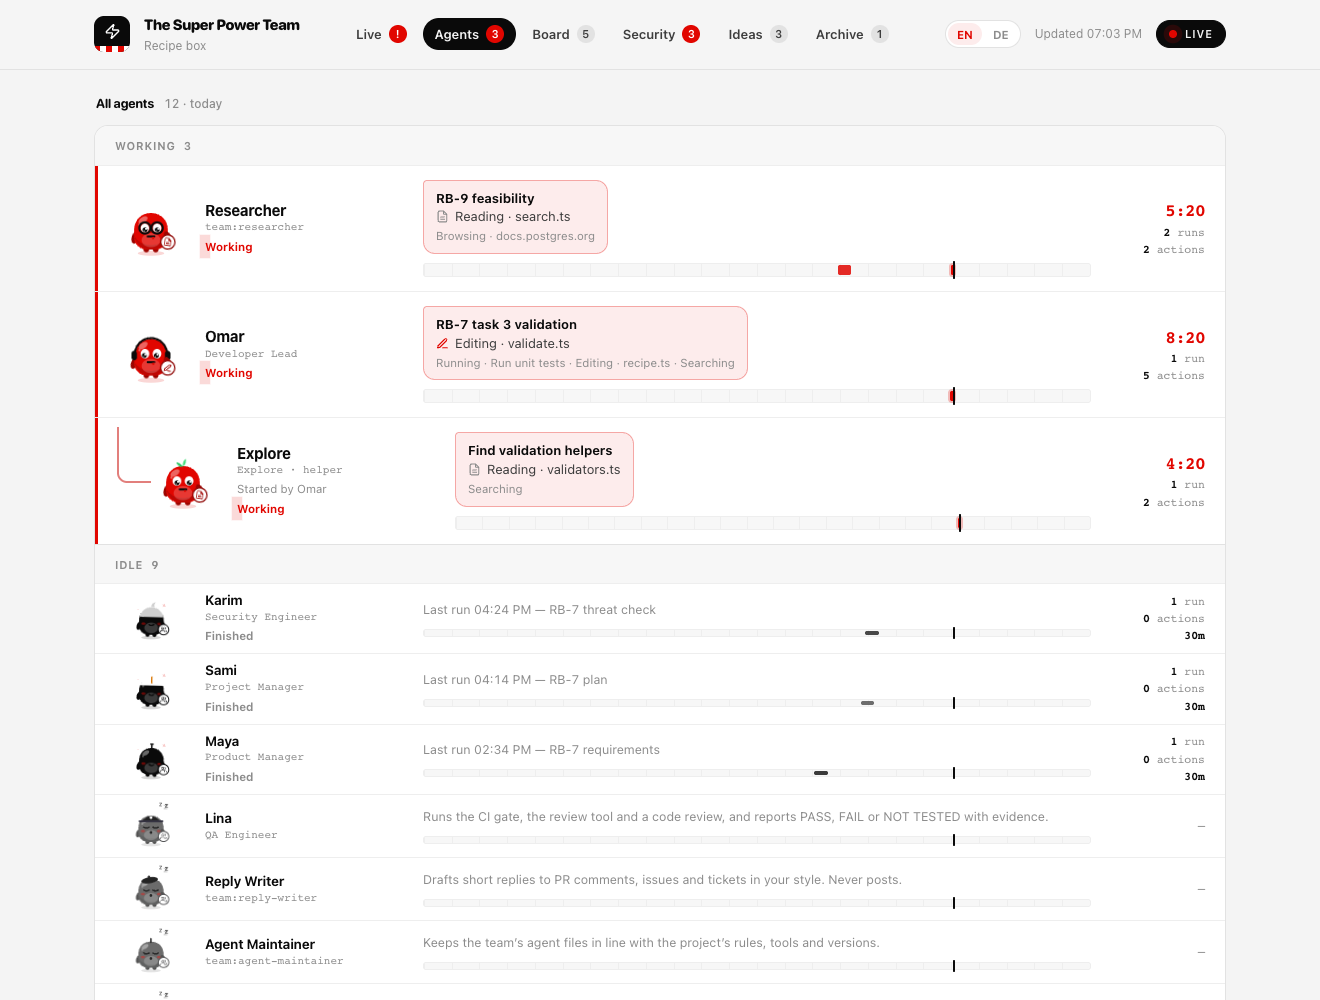 The Super Power Team
Recipe box
Live !
Agents 3
Board 5
Security 3
Ideas 3
Archive 1
EN DE
Updated 07:03 PM
LIVE
All agents 12 · today
WORKING 3
Researcher
team:researcher
Working
RB-9 feasibility
Reading · search.ts
Browsing · docs.postgres.org
5:20
2 runs
2 actions
Omar
Developer Lead
Working
RB-7 task 3 validation
Editing · validate.ts
Running · Run unit tests · Editing · recipe.ts · Searching
8:20
1 run
5 actions
Explore
Explore · helper
Started by Omar
Working
Find validation helpers
Reading · validators.ts
Searching
4:20
1 run
2 actions
IDLE 9
Karim
Security Engineer
Finished
Last run 04:24 PM — RB-7 threat check
1 run
0 actions
30m
Sami
Project Manager
Finished
Last run 04:14 PM — RB-7 plan
1 run
0 actions
30m
Maya
Product Manager
Finished
Last run 02:34 PM — RB-7 requirements
1 run
0 actions
30m
z z
Lina
QA Engineer
Runs the CI gate, the review tool and a code review, and reports PASS, FAIL or NOT TESTED with evidence.
–
z z
Reply Writer
team:reply-writer
Drafts short replies to PR comments, issues and tickets in your style. Never posts.
–
z z
Agent Maintainer
team:agent-maintainer
Keeps the team's agent files in line with the project's rules, tools and versions.
–
z z